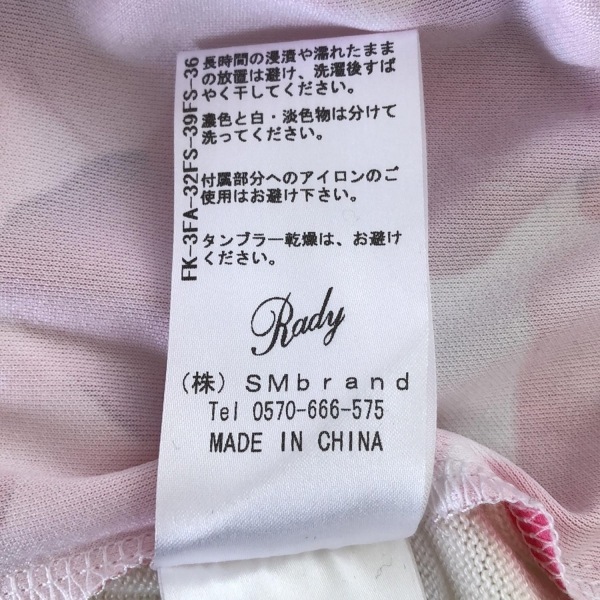 長時間の浸漬や濡れたまま
の放置は避け、洗濯後すば
やく干してください。
濃色と白・淡色物は分けて
洗ってください。
付属部分へのアイロンのご
使用はお避け下さい。
タンブラー乾燥は、お避け
ください。
FK-3FA-32FS-39FS-36
Rady
(株) SMbrand
Tel 0570-666-575
MADE IN CHINA